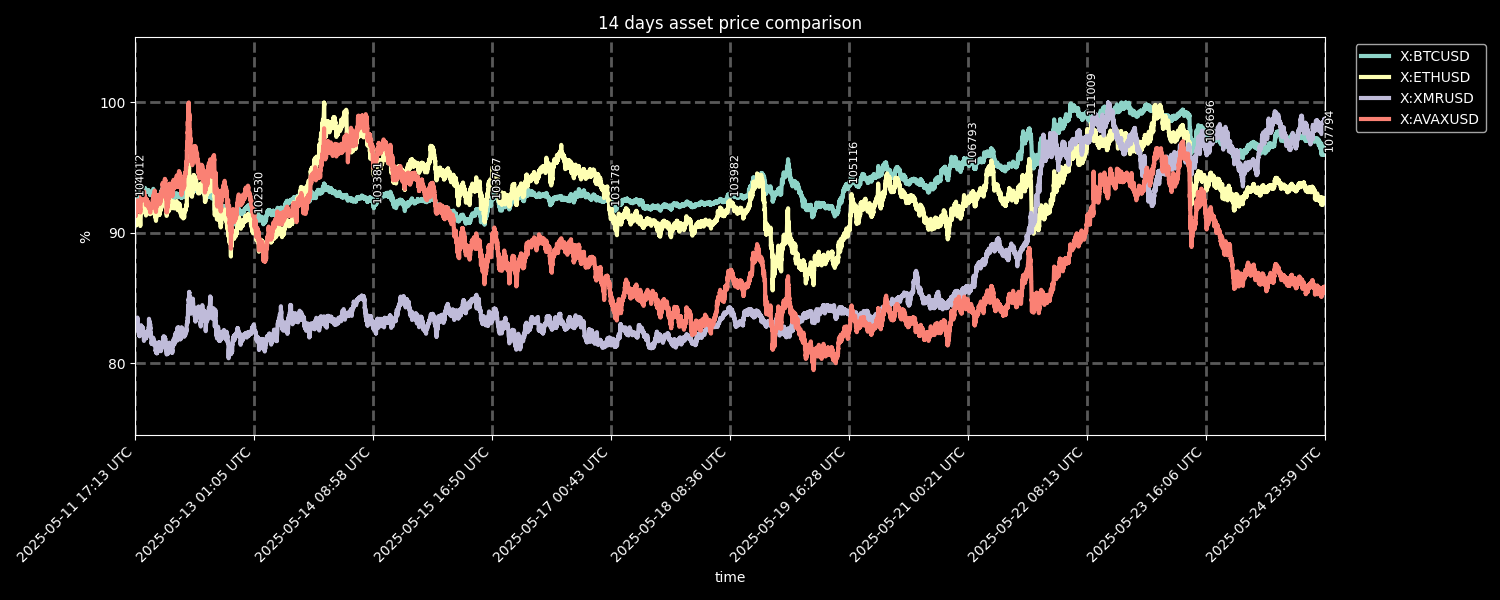 14 days asset price comparison
X:BTCUSD
X:ETHUSD
X:XMRUSD
X:AVAXUSD
100
90
80
%
104012
102530
103381
103767
103178
103982
105116
106793
111009
108696
107794
2025-05-11 17:13 UTC
2025-05-13 01:05 UTC
2025-05-14 08:58 UTC
2025-05-15 16:50 UTC
2025-05-17 00:43 UTC
2025-05-18 08:36 UTC
2025-05-19 16:28 UTC
2025-05-21 00:21 UTC
2025-05-22 08:13 UTC
2025-05-23 16:06 UTC
2025-05-24 23:59 UTC
time